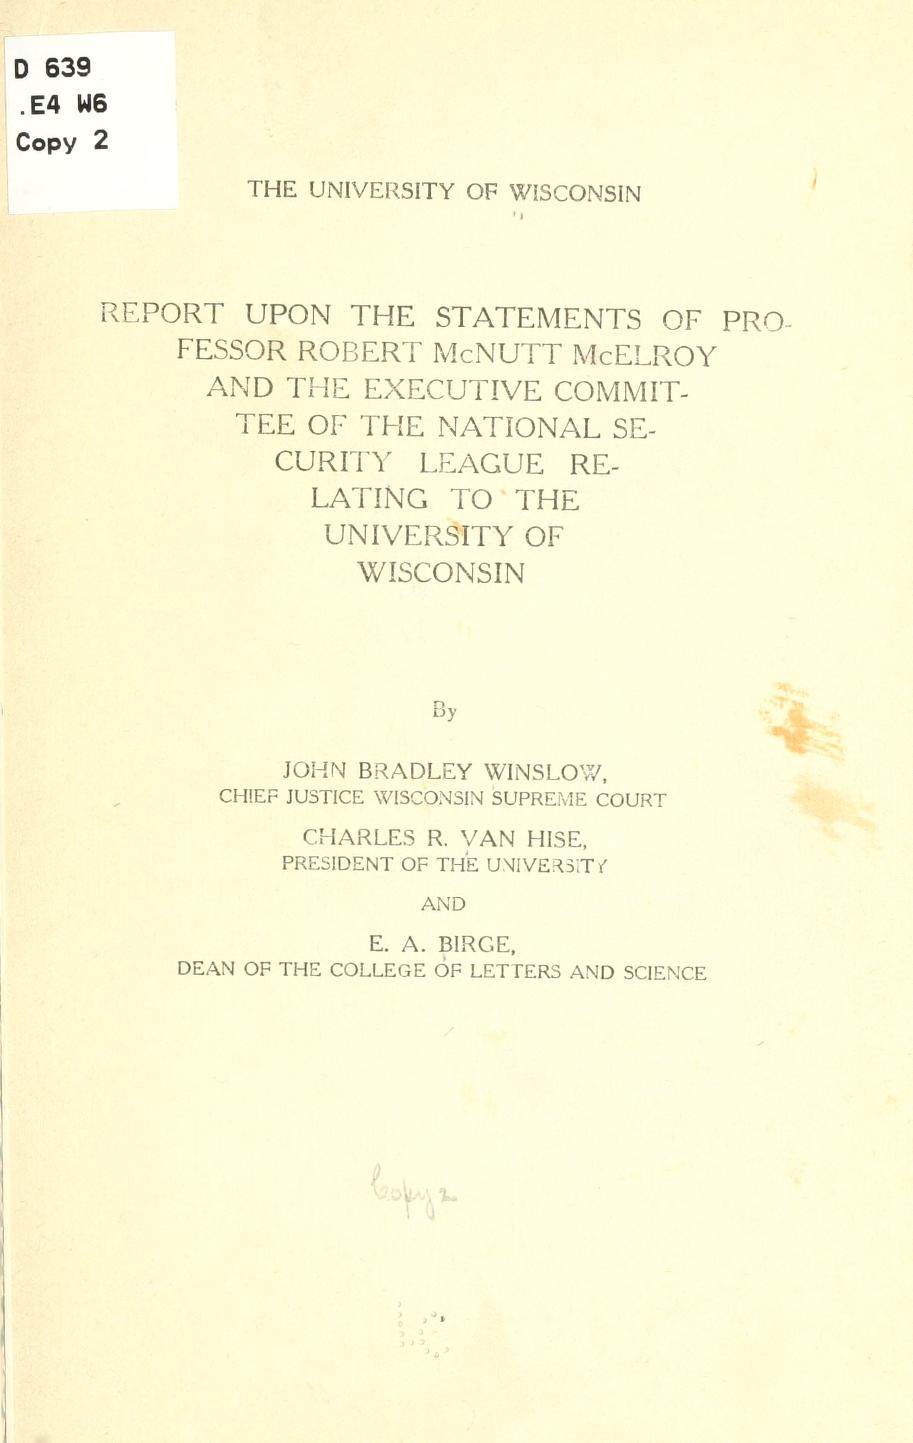 D 639
.E4 W6
Copy 2
THE UNIVERSITY OF WISCONSIN
REPORT UPON THE STATEMENTS OF PRO-
FESSOR ROBERT McNUTT McELROY
AND THE EXECUTIVE COMMIT-
TEE OF THE NATIONAL SE-
CURITY LEAGUE RE-
LATING TO THE
UNIVERSITY OF
WISCONSIN
By
JOHN BRADLEY WINSLOW,
CHIEF JUSTICE WISCONSIN SUPREME COURT
CHARLES R. VAN HISE,
PRESIDENT OF THE UNIVERSITY
AND
E. A. BIRGE,
DEAN OF THE COLLEGE OF LETTERS AND SCIENCE
Copy 2
LC